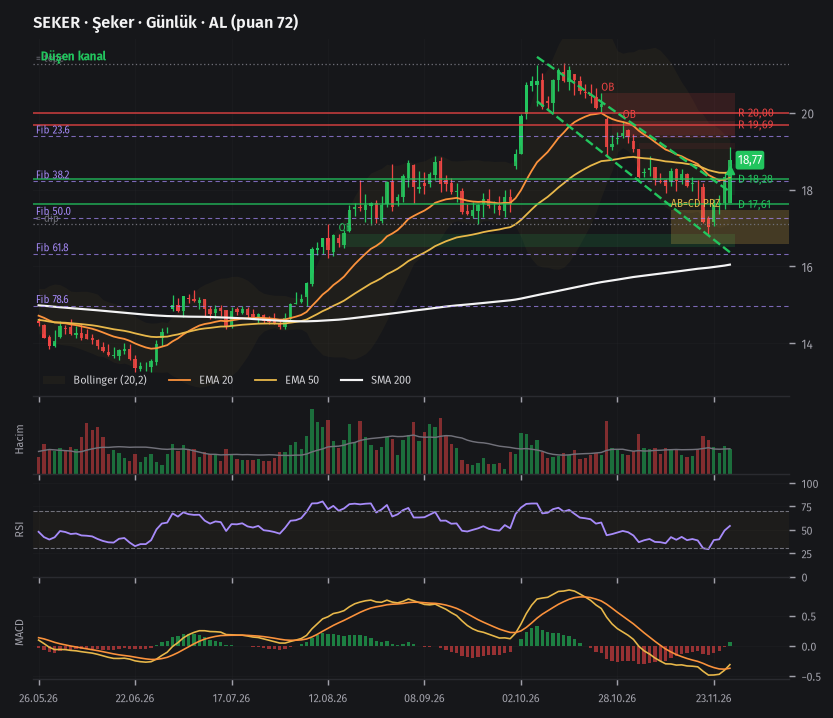 SEKER · Şeker · Günlük · AL (puan 72)
Düşen kanal
OB
OB
R 20,00
R 19,69
20
Fib 23.6
18,77
Fib 38.2
D 18,28
18
AB=CD PRZ
D 17,61
Fib 50.0
OB
Fib 61.8
16
Fib 78.6
14
Bollinger (20,2)
EMA 20
EMA 50
SMA 200
Hacim
RSI
100
75
50
25
0
MACD
0.5
0.0
−0.5
26.05.26
22.06.26
17.07.26
12.08.26
08.09.26
02.10.26
28.10.26
23.11.26